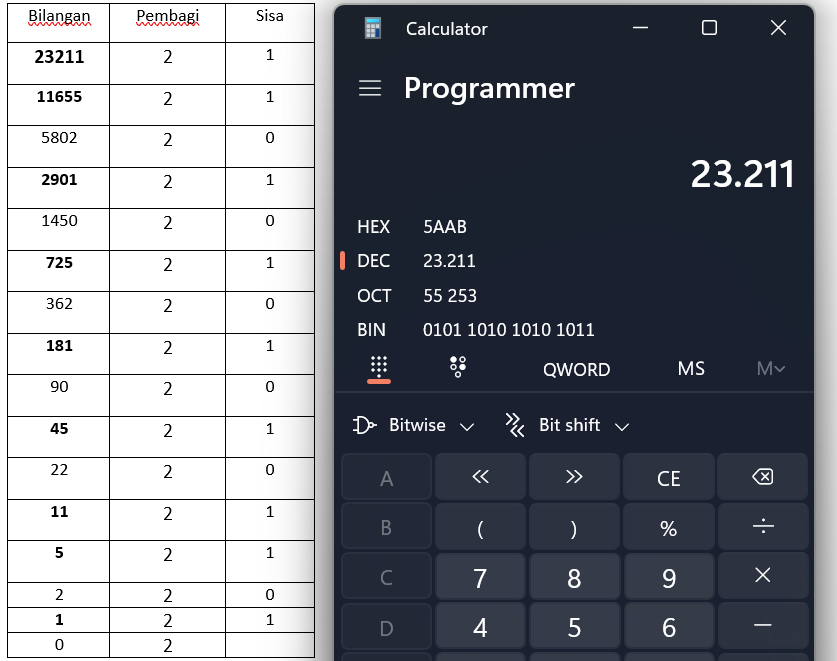 Bilangan Pembagi Sisa
23211 2 1
11655 2 1
5802 2 0
2901 2 1
1450 2 0
725 2 1
362 2 0
181 2 1
90 2 0
45 2 1
22 2 0
11 2 1
5 2 1
2 2 0
1 2 1
0 2
Calculator
Programmer
23.211
HEX 5AAB
DEC 23.211
OCT 55 253
BIN 0101 1010 1010 1011
QWORD MS M
Bitwise Bit shift
A « » CE
B ( ) % ÷
C 7 8 9 ×
D 4 5 6 −